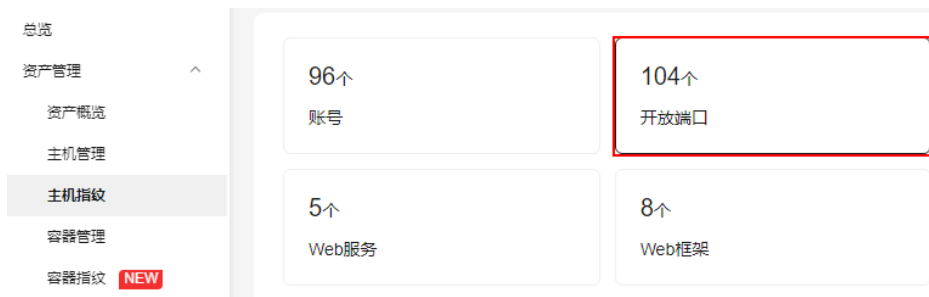 总览
资产管理
资产概览
主机管理
主机指纹
容器管理
容器指纹 NEW
96个
账号
104个
开放端口
5个
Web服务
8个
Web框架